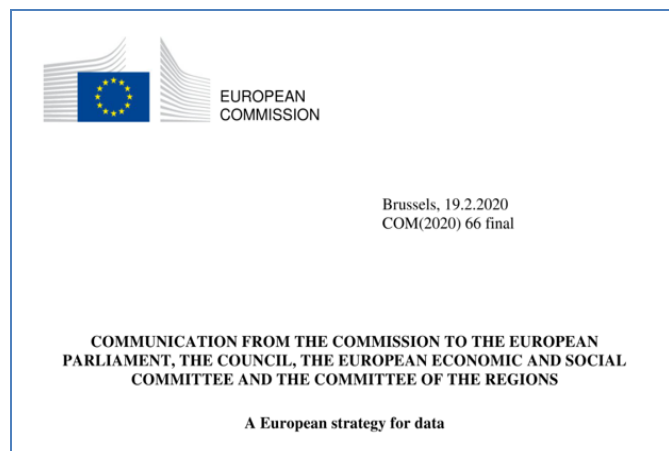 EUROPEAN
COMMISSION
Brussels, 19.2.2020
COM(2020) 66 final
COMMUNICATION FROM THE COMMISSION TO THE EUROPEAN
PARLIAMENT, THE COUNCIL, THE EUROPEAN ECONOMIC AND SOCIAL
COMMITTEE AND THE COMMITTEE OF THE REGIONS
A European strategy for data